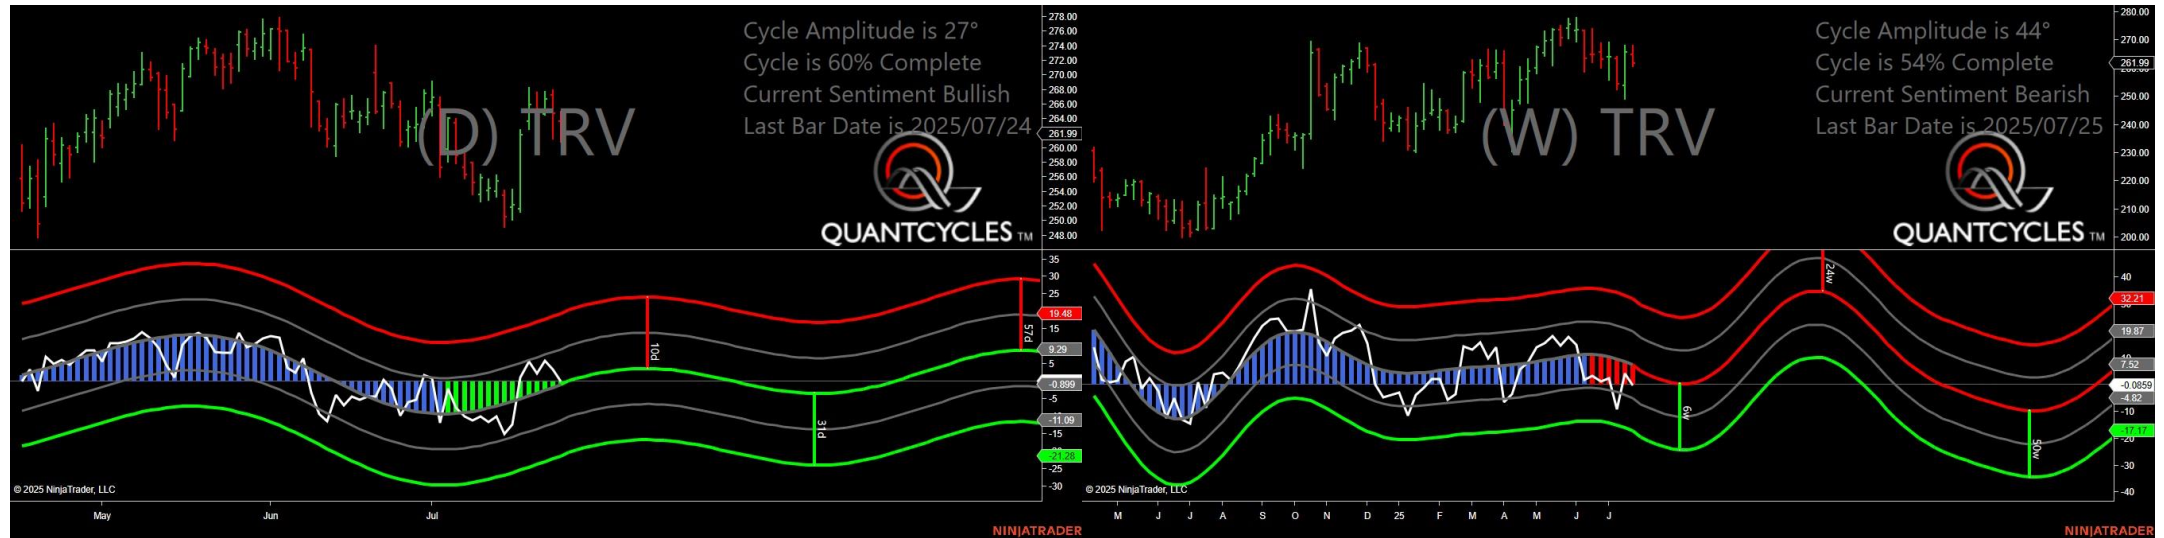 Cycle Amplitude is 27°
Cycle is 60% Complete
Current Sentiment Bullish
Last Bar Date is 2025/07/24
(D) TRV
QUANTCYCLES TM
278.00
276.00
274.00
272.00
270.00
268.00
266.00
264.00
261.99
260.00
258.00
256.00
254.00
252.00
250.00
248.00
35
30
25
19.48
15
9.29
5
-0.899
-5
-11.09
-15
-21.28
-25
-30
10d
31d
57d
© 2025 NinjaTrader, LLC
May
Jun
Jul
NINJATRADER
Cycle Amplitude is 44°
Cycle is 54% Complete
Current Sentiment Bearish
Last Bar Date is 2025/07/25
(W) TRV
QUANTCYCLES TM
280.00
270.00
261.99
250.00
240.00
230.00
220.00
210.00
200.00
40
32.21
19.87
7.52
-0.0859
-4.82
-10
-17.17
-20
-30
-40
6w
24w
50w
© 2025 NinjaTrader, LLC
M
J
J
A
S
O
N
D
25
F
M
A
M
J
J
NINJATRADER